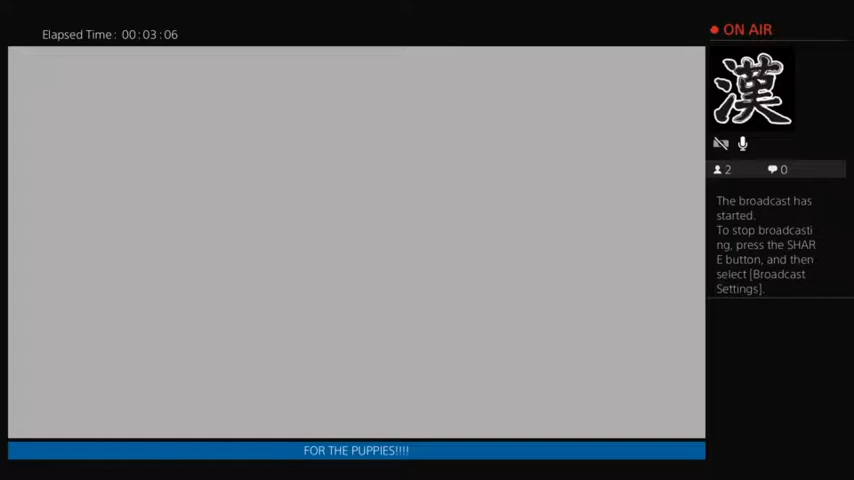 Elapsed Time: 00:03:06
ON AIR
漢
2 0
The broadcast has
started.
To stop broadcasti
ng, press the SHAR
E button, and then
select [Broadcast
Settings].
FOR THE PUPPIES!!!!